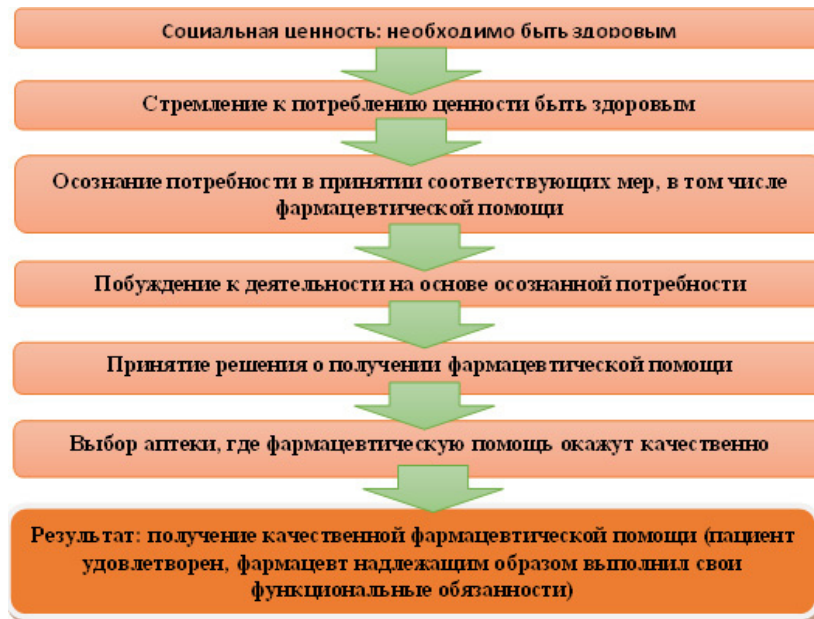 Социальная ценность: необходимо быть здоровым
Стремление к потреблению ценности быть здоровым
Осознание потребности в принятии соответствующих мер, в том числе
фармацевтической помощи
Побуждение к деятельности на основе осознанной потребности
Принятие решения о получении фармацевтической помощи
Выбор аптеки, где фармацевтическую помощь окажут качественно
Результат: получение качественной фармацевтической помощи (пациент
удовлетворен, фармацевт надлежащим образом выполнил свои
функциональные обязанности)